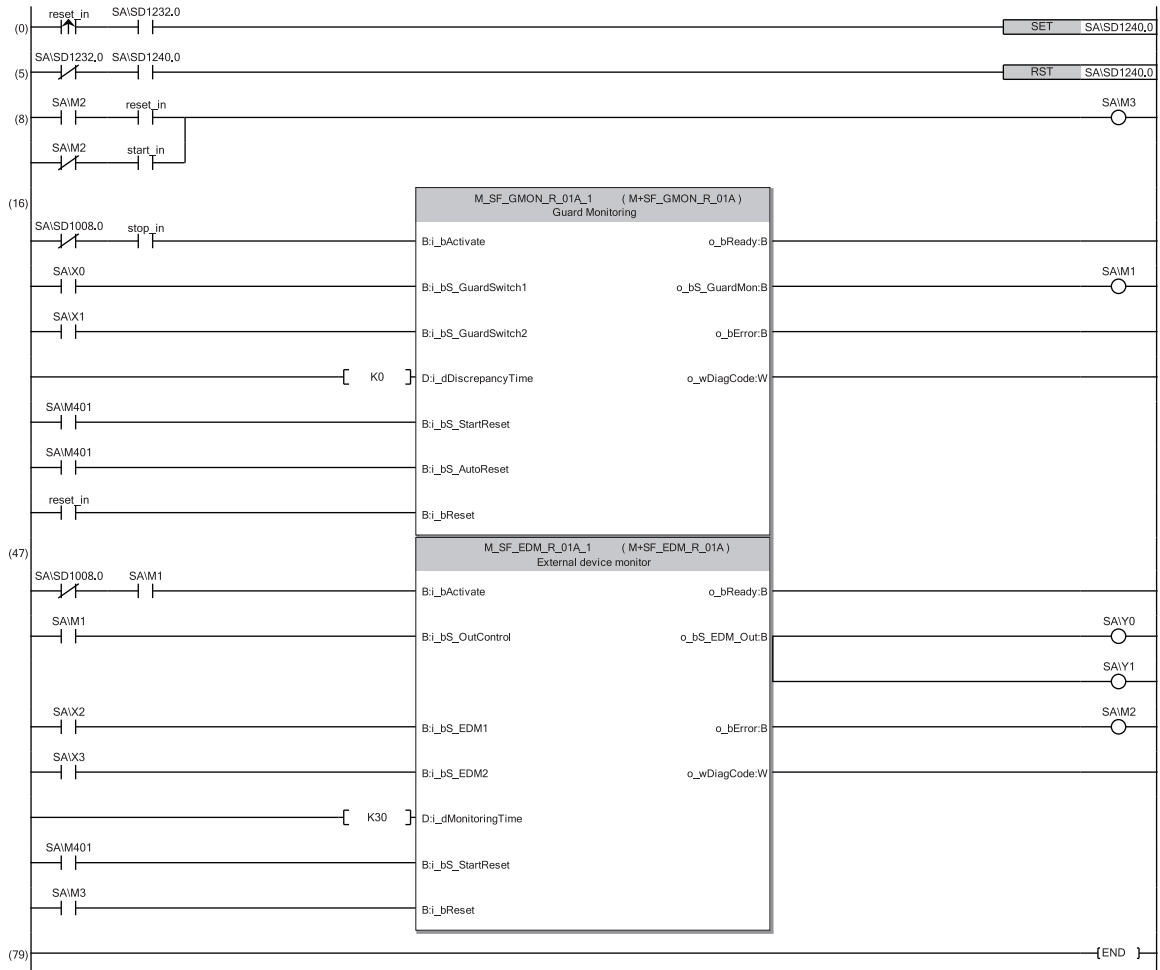 reset_in SA\SD1232.0
(0) SET SA\SD1240.0
SA\SD1232.0 SA\SD1240.0
(5) RST SA\SD1240.0
SA\M2 reset_in SA\M3
(8)
SA\M2 start_in
(16) M_SF_GMON_R_01A_1 ( M+SF_GMON_R_01A )
Guard Monitoring
SA\SD1008.0 stop_in
B:i_bActivate o_bReady:B
SA\X0 SA\M1
B:i_bS_GuardSwitch1 o_bS_GuardMon:B
SA\X1
B:i_bS_GuardSwitch2 o_bError:B
K0 D:i_dDiscrepancyTime o_wDiagCode:W
SA\M401
B:i_bS_StartReset
SA\M401
B:i_bS_AutoReset
reset_in
B:i_bReset
(47) M_SF_EDM_R_01A_1 ( M+SF_EDM_R_01A )
External device monitor
SA\SD1008.0 SA\M1
B:i_bActivate o_bReady:B
SA\M1 SA\Y0
B:i_bS_OutControl o_bS_EDM_Out:B
SA\Y1
SA\X2 SA\M2
B:i_bS_EDM1 o_bError:B
SA\X3
B:i_bS_EDM2 o_wDiagCode:W
K30 D:i_dMonitoringTime
SA\M401
B:i_bS_StartReset
SA\M3
B:i_bReset
(79) END